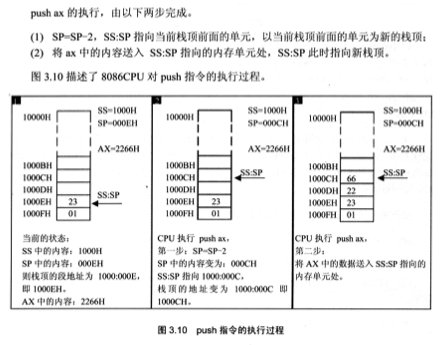 push ax 的执行，由以下两步完成。
(1) SP=SP-2，SS:SP 指向当前栈顶前面的单元，以当前栈顶前面的单元为新的栈顶；
(2) 将 ax 中的内容送入 SS:SP 指向的内存单元处，SS:SP 此时指向新栈顶。
图 3.10 描述了 8086CPU 对 push 指令的执行过程。
1
10000H
SS=1000H
SP=000EH
AX=2266H
1000BH
1000CH
1000DH
SS:SP
1000EH 23
1000FH 01
当前的状态:
SS 中的内容: 1000H
SP 中的内容: 000EH
则栈顶的段地址为 1000:000E,
即 1000EH,
AX 中的内容: 2266H
2
10000H
SS=1000H
SP=000CH
AX=2266H
1000BH
1000CH
SS:SP
1000DH
1000EH 23
1000FH 01
CPU 执行 push ax,
第一步: SP=SP-2
SP 中的内容变为: 000CH
SS:SP 指向 1000:000C,
栈顶的地址变为 1000:000C 即
1000CH.
3
10000H
SS=1000H
SP=000CH
AX=2266H
1000BH
1000CH 66
SS:SP
1000DH 22
1000EH 23
1000FH 01
CPU 执行 push ax,
第二步:
将 AX 中的数据送入 SS:SP 指向的
内存单元处.
图 3.10 push 指令的执行过程